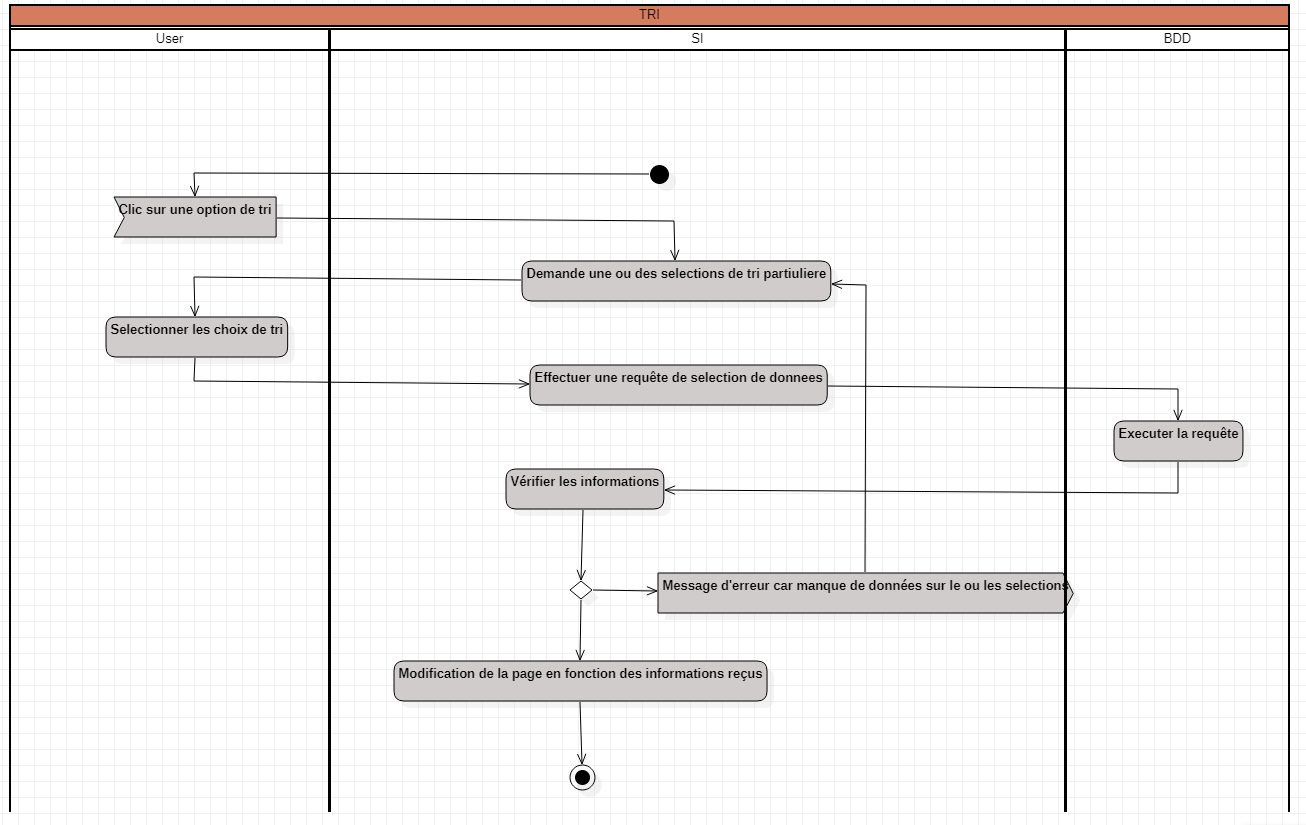 TRI
User
SI
BDD
Clic sur une option de tri
Demande une ou des selections de tri partiuliere
Selectionner les choix de tri
Effectuer une requête de selection de donnees
Executer la requête
Vérifier les informations
Message d'erreur car manque de données sur le ou les selections
Modification de la page en fonction des informations reçus